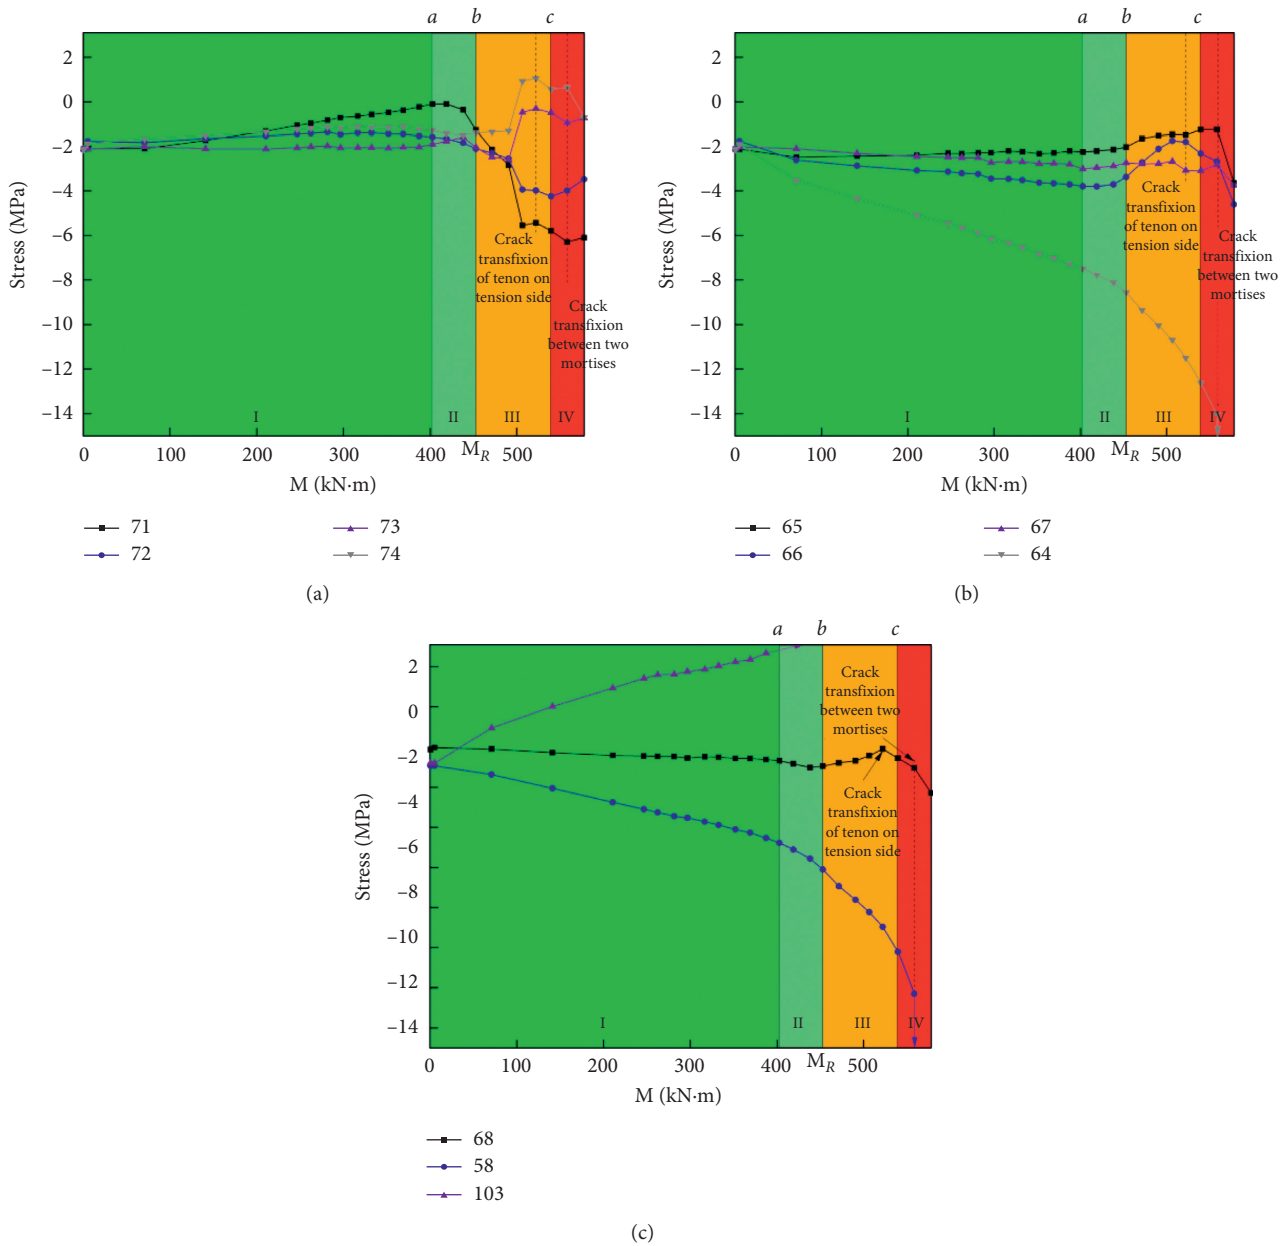 a b c
2
0
−2
−4
−6
−8
−10
−12
−14
Stress (MPa)
Crack
transfixion
of tenon on
tension side
Crack
transfixion
between two
mortises
I II III IV
0 100 200 300 400 M_R 500
M (kN·m)
71 73
72 74
(a)
a b c
2
0
−2
−4
−6
−8
−10
−12
−14
Stress (MPa)
Crack
transfixion
of tenon on
tension side
Crack
transfixion
between two
mortises
I II III IV
0 100 200 300 400 M_R 500
M (kN·m)
65 67
66 64
(b)
a b c
2
0
−2
−4
−6
−8
−10
−12
−14
Stress (MPa)
Crack
transfixion
between two
mortises
Crack
transfixion
of tenon on
tension side
I II III IV
0 100 200 300 400 M_R 500
M (kN·m)
68
58
103
(c)